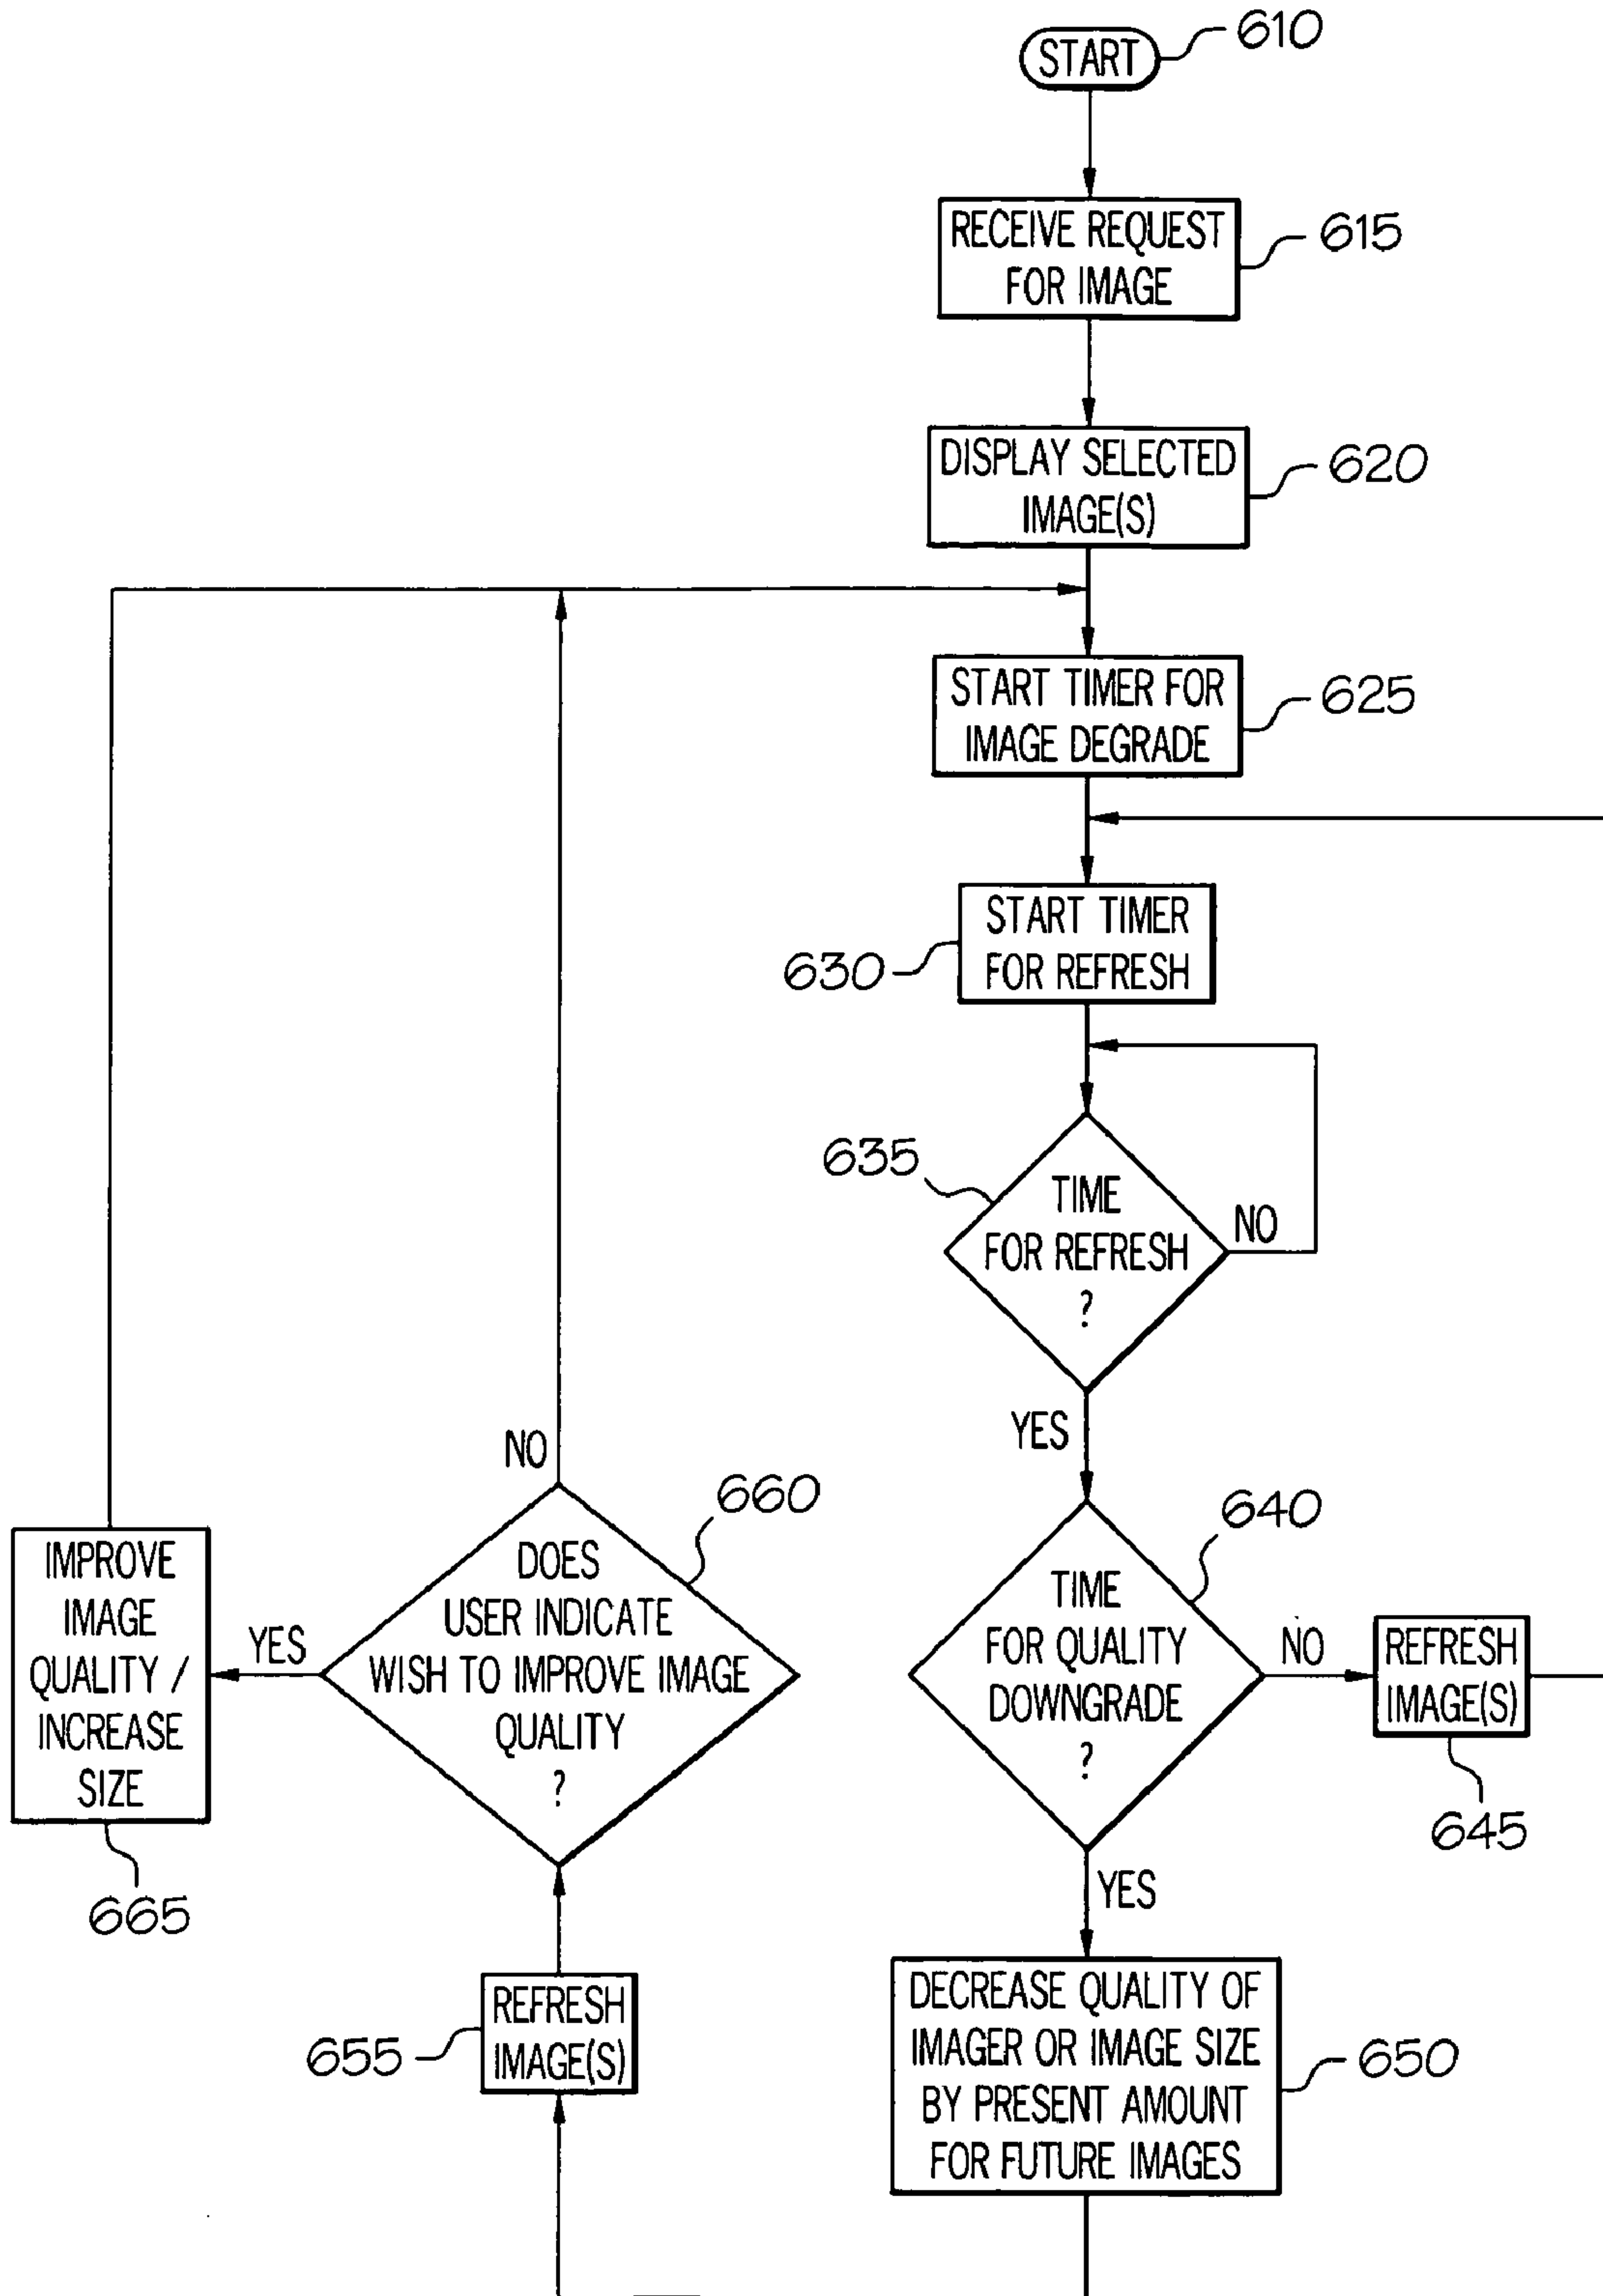 START
610
RECEIVE REQUEST
FOR IMAGE
615
DISPLAY SELECTED
IMAGE(S)
620
START TIMER FOR
IMAGE DEGRADE
625
START TIMER
FOR REFRESH
630
635
TIME
FOR REFRESH
?
NO
YES
640
TIME
FOR QUALITY
DOWNGRADE
?
NO
REFRESH
IMAGE(S)
645
YES
DECREASE QUALITY OF
IMAGER OR IMAGE SIZE
BY PRESENT AMOUNT
FOR FUTURE IMAGES
650
REFRESH
IMAGE(S)
655
660
DOES
USER INDICATE
WISH TO IMPROVE IMAGE
QUALITY
?
NO
YES
IMPROVE
IMAGE
QUALITY /
INCREASE
SIZE
665